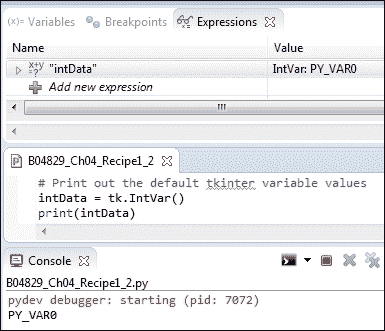 (x)= Variables Breakpoints Expressions
Name Value
x+y =? "intData" IntVar: PY_VAR0
Add new expression
B04829_Ch04_Recipe1_2
# Print out the default tkinter variable values
intData = tk.IntVar()
print(intData)
Console
B04829_Ch04_Recipe1_2.py
pydev debugger: starting (pid: 7072)
PY_VAR0